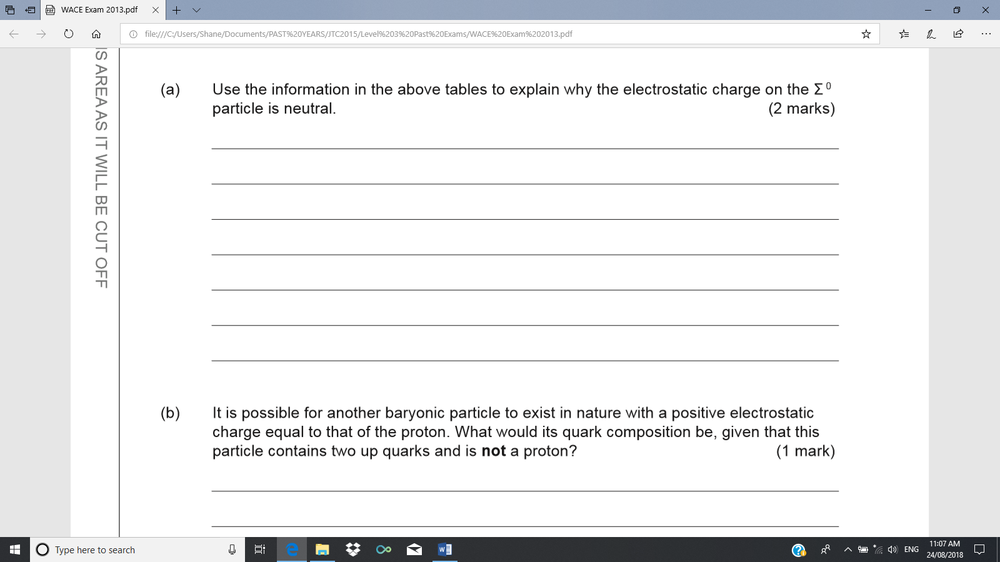 WACE Exam 2013.pdf
file:///C:/Users/Shane/Documents/PAST%20YEARS/JTC2015/Level%203%20Past%20Exams/WACE%20Exam%202013.pdf
IS AREA AS IT WILL BE CUT OFF
(a) Use the information in the above tables to explain why the electrostatic charge on the Σ⁰
particle is neutral. (2 marks)
(b) It is possible for another baryonic particle to exist in nature with a positive electrostatic
charge equal to that of the proton. What would its quark composition be, given that this
particle contains two up quarks and is not a proton? (1 mark)
Type here to search
ENG
11:07 AM
24/08/2018